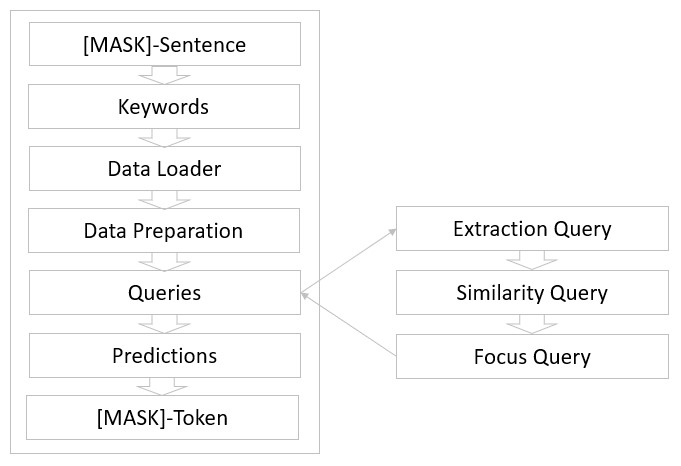 [MASK]-Sentence
Keywords
Data Loader
Data Preparation
Queries
Predictions
[MASK]-Token
Extraction Query
Similarity Query
Focus Query